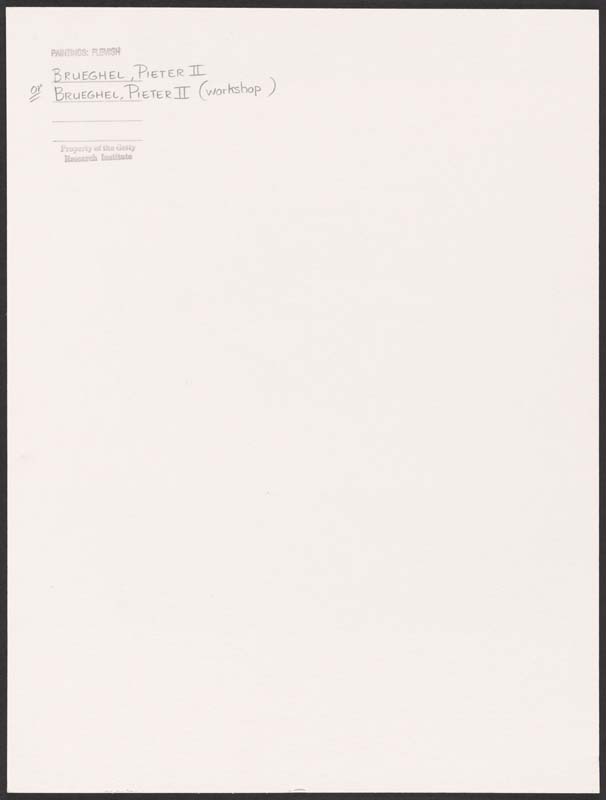 PAINTINGS: FLEMISH
BRUEGHEL, PIETER II
or BRUEGHEL, PIETER II (workshop)
Property of the Getty
Research Institute